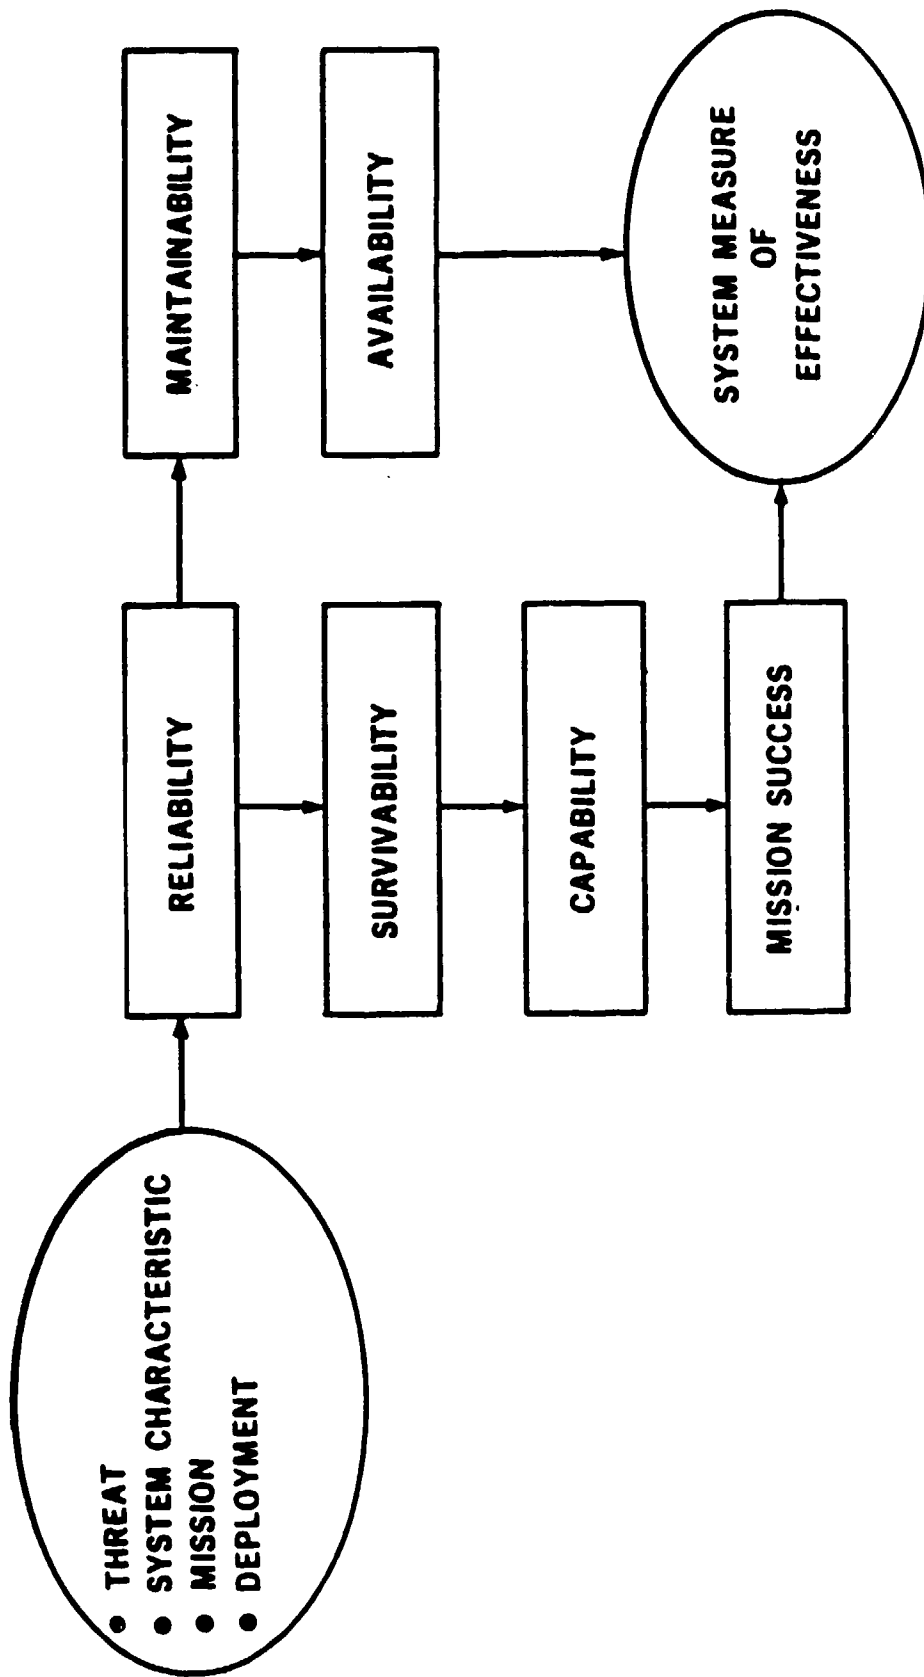 ● THREAT
● SYSTEM CHARACTERISTIC
● MISSION
● DEPLOYMENT
RELIABILITY
MAINTAINABILITY
SURVIVABILITY
AVAILABILITY
CAPABILITY
MISSION SUCCESS
SYSTEM MEASURE
OF
EFFECTIVENESS